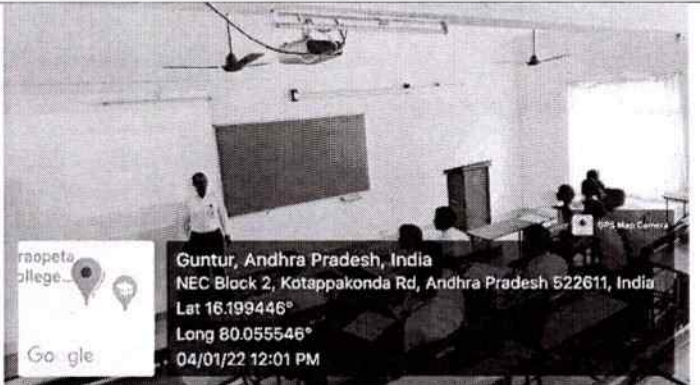 GPS Map Camera
raopeta
ollege...
Google
Guntur, Andhra Pradesh, India
NEC Block 2, Kotappakonda Rd, Andhra Pradesh 522611, India
Lat 16.199446°
Long 80.055546°
04/01/22 12:01 PM